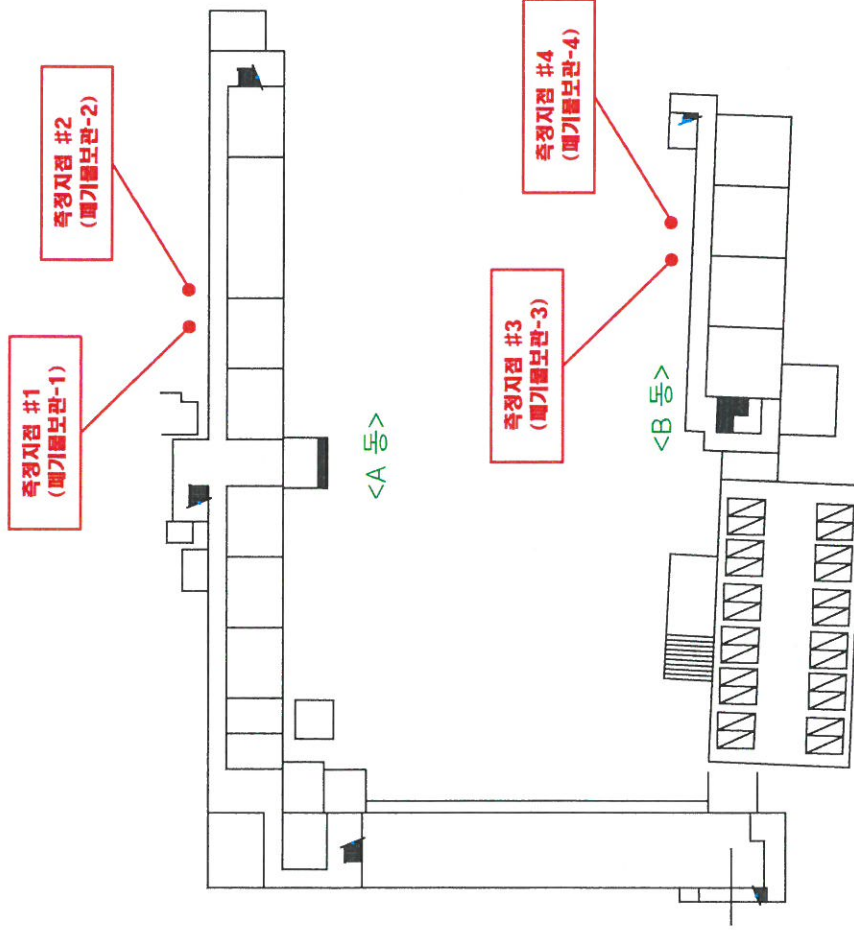 측정지점 #1
(폐기물보관-1)
측정지점 #2
(폐기물보관-2)
<A 동>
측정지점 #3
(폐기물보관-3)
측정지점 #4
(폐기물보관-4)
<B 동>